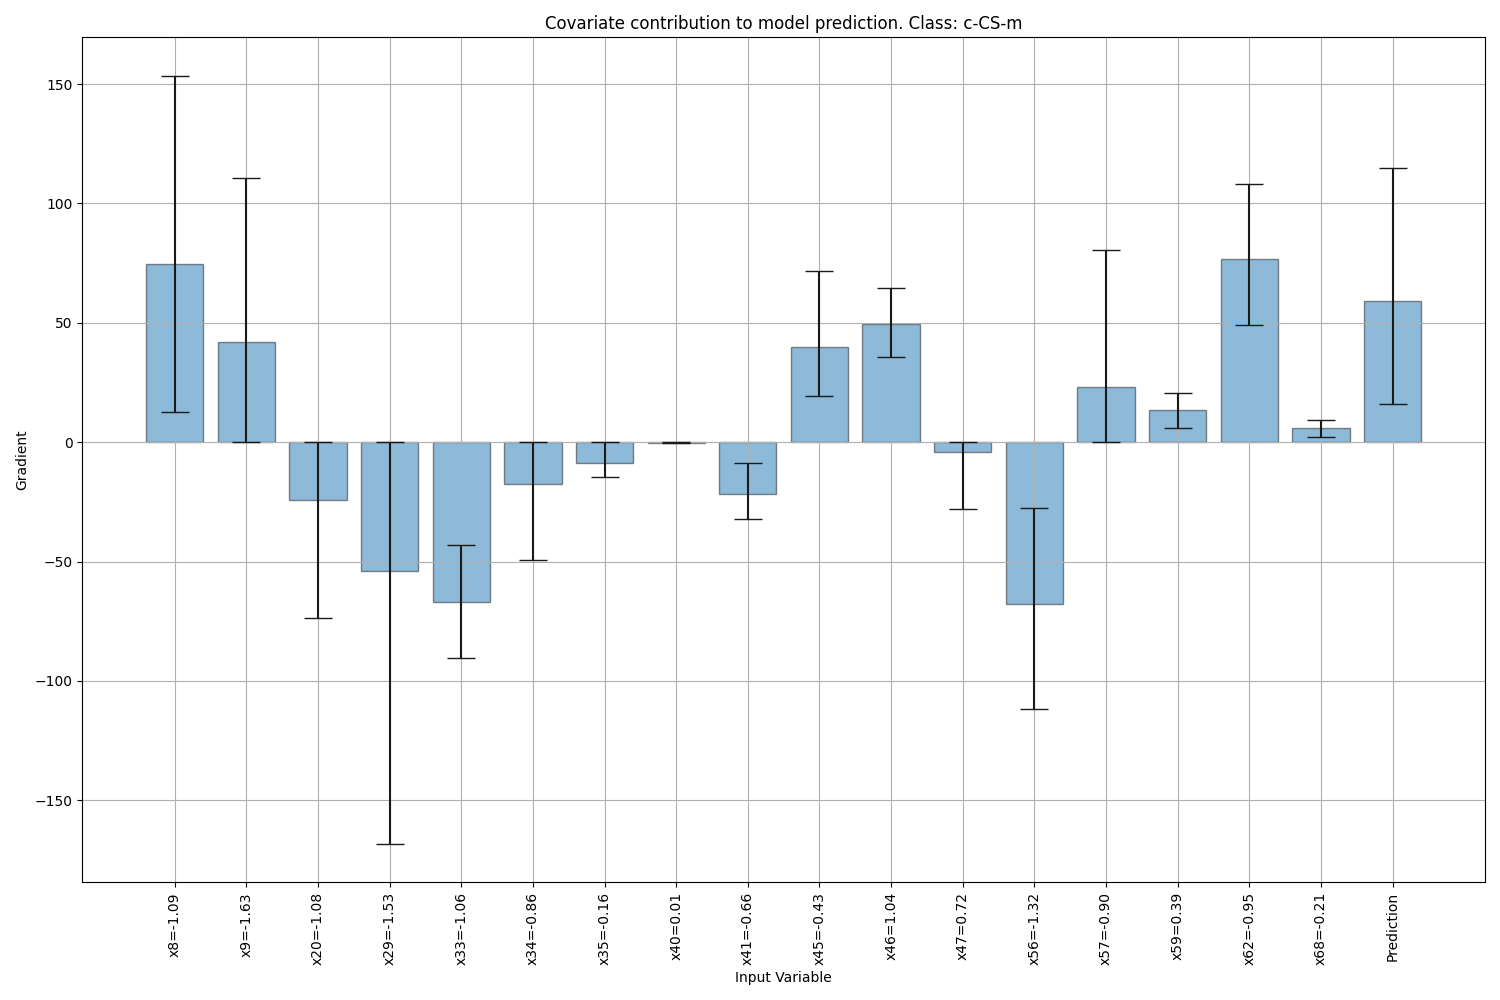 Covariate contribution to model prediction. Class: c-CS-m
150
100
50
0
−50
−100
−150
Gradient
x8=-1.09
x9=-1.63
x20=-1.08
x29=-1.53
x33=-1.06
x34=-0.86
x35=-0.16
x40=0.01
x41=-0.66
x45=-0.43
x46=1.04
x47=0.72
x56=-1.32
x57=-0.90
x59=0.39
x62=-0.95
x68=-0.21
Prediction
Input Variable